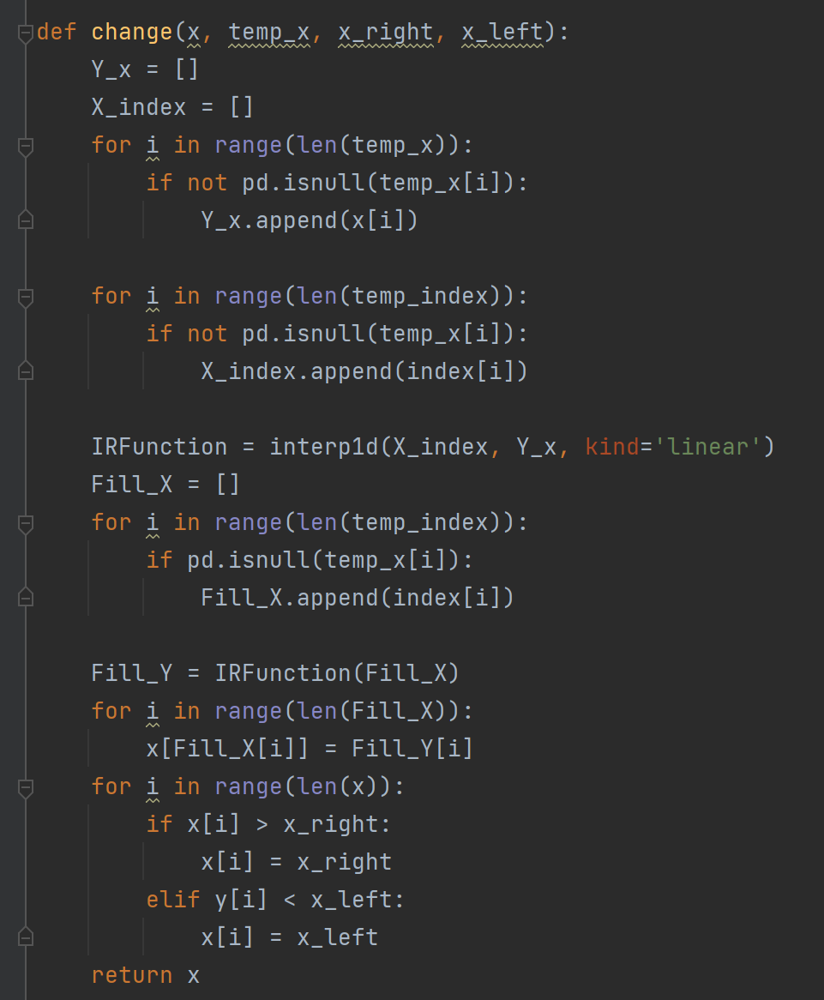 def change(x, temp_x, x_right, x_left):
    Y_x = []
    X_index = []
    for i in range(len(temp_x)):
        if not pd.isnull(temp_x[i]):
            Y_x.append(x[i])

    for i in range(len(temp_index)):
        if not pd.isnull(temp_x[i]):
            X_index.append(index[i])

    IRFunction = interp1d(X_index, Y_x, kind='linear')
    Fill_X = []
    for i in range(len(temp_index)):
        if pd.isnull(temp_x[i]):
            Fill_X.append(index[i])

    Fill_Y = IRFunction(Fill_X)
    for i in range(len(Fill_X)):
        x[Fill_X[i]] = Fill_Y[i]
    for i in range(len(x)):
        if x[i] > x_right:
            x[i] = x_right
        elif y[i] < x_left:
            x[i] = x_left
    return x